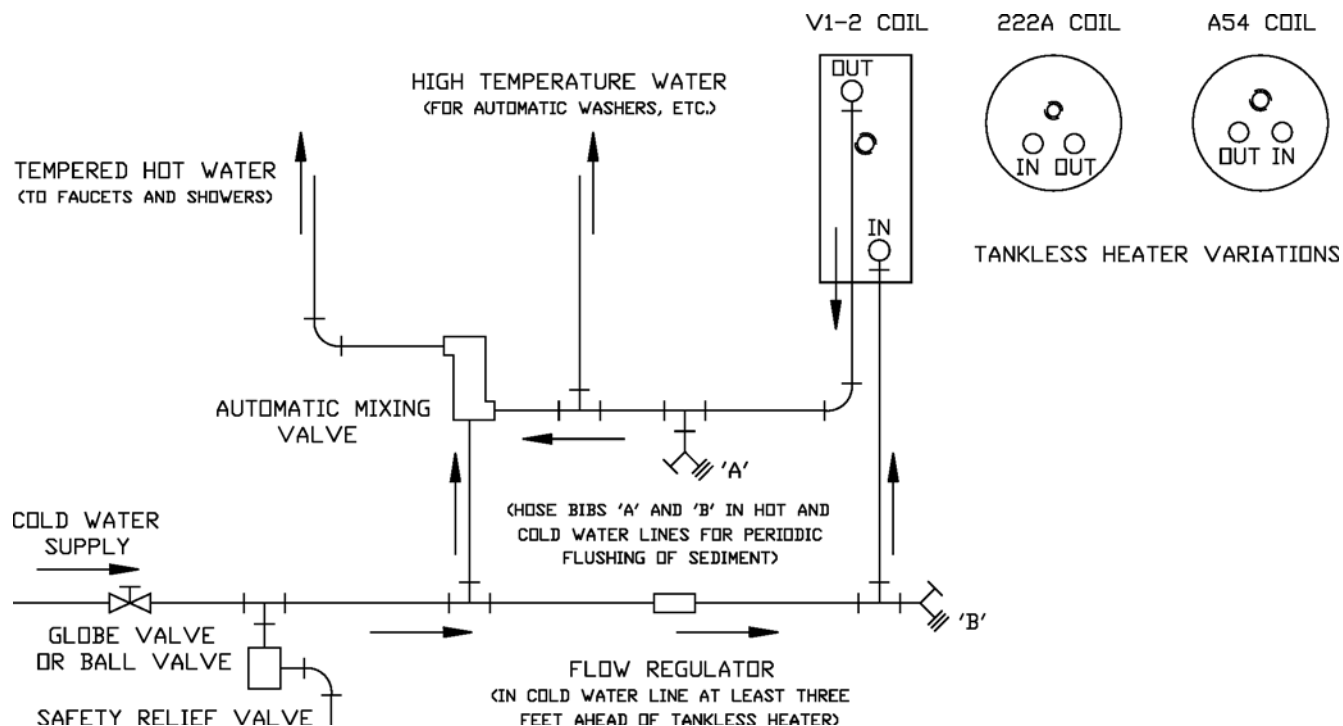 V1-2 COIL
222A COIL
A54 COIL
OUT
IN
IN OUT
OUT IN
TANKLESS HEATER VARIATIONS
HIGH TEMPERATURE WATER
(FOR AUTOMATIC WASHERS, ETC.)
TEMPERED HOT WATER
(TO FAUCETS AND SHOWERS)
AUTOMATIC MIXING
VALVE
'A'
(HOSE BIBS 'A' AND 'B' IN HOT AND
COLD WATER LINES FOR PERIODIC
FLUSHING OF SEDIMENT)
COLD WATER
SUPPLY
GLOBE VALVE
OR BALL VALVE
SAFETY RELIEF VALVE
FLOW REGULATOR
(IN COLD WATER LINE AT LEAST THREE
FEET AHEAD OF TANKLESS HEATER)
'B'